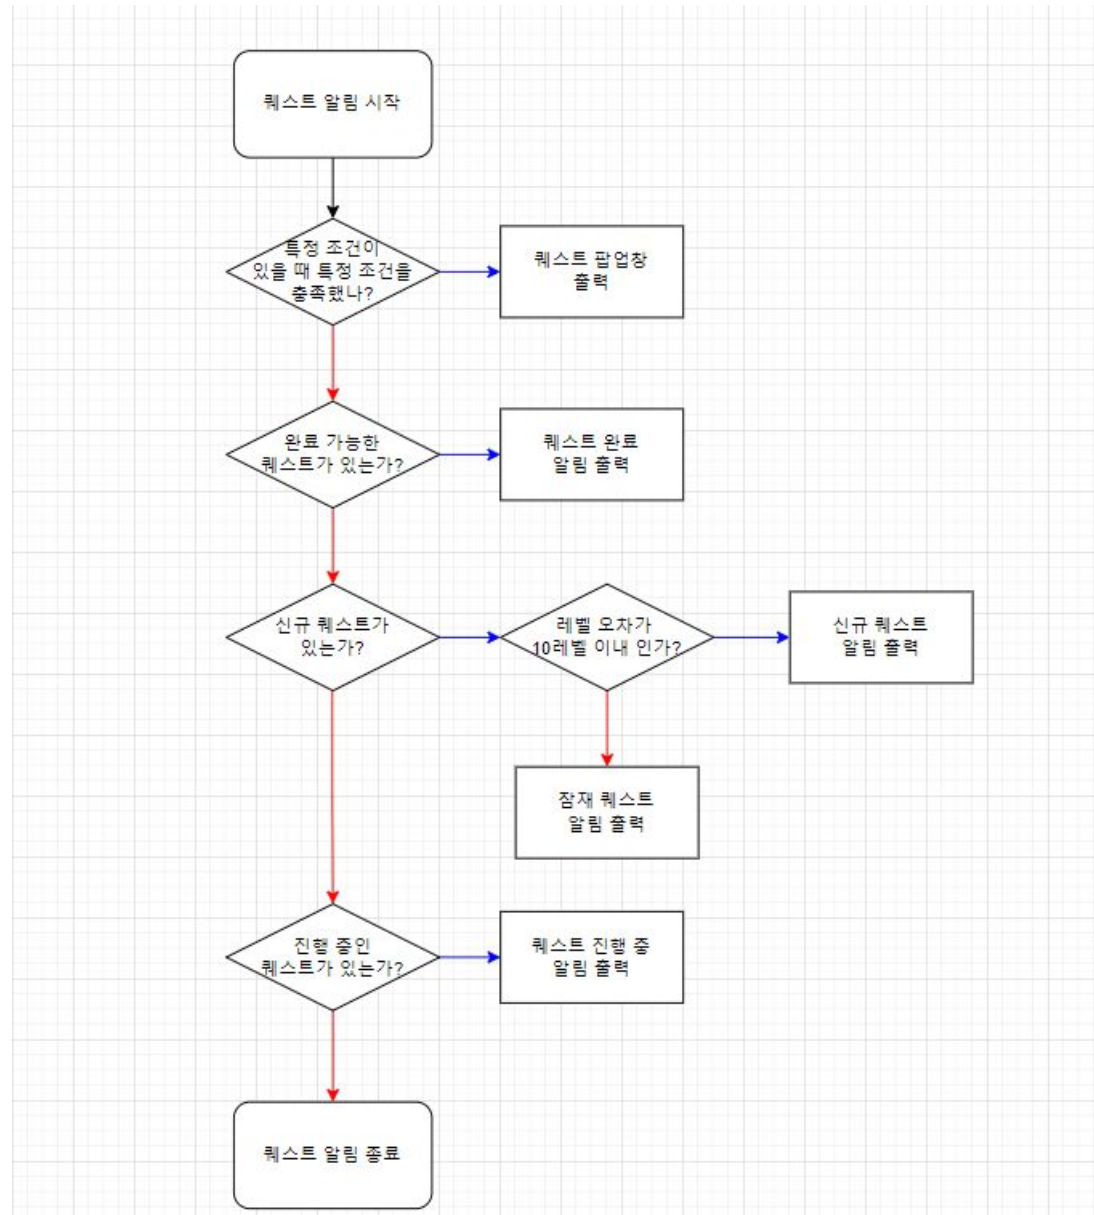 퀘스트 알림 시작
특정 조건이
있을 때 특정 조건을
충족했나?
퀘스트 팝업창
출력
완료 가능한
퀘스트가 있는가?
퀘스트 완료
알림 출력
신규 퀘스트가
있는가?
레벨 오차가
10레벨 이내 인가?
신규 퀘스트
알림 출력
잠재 퀘스트
알림 출력
진행 중인
퀘스트가 있는가?
퀘스트 진행 중
알림 출력
퀘스트 알림 종료